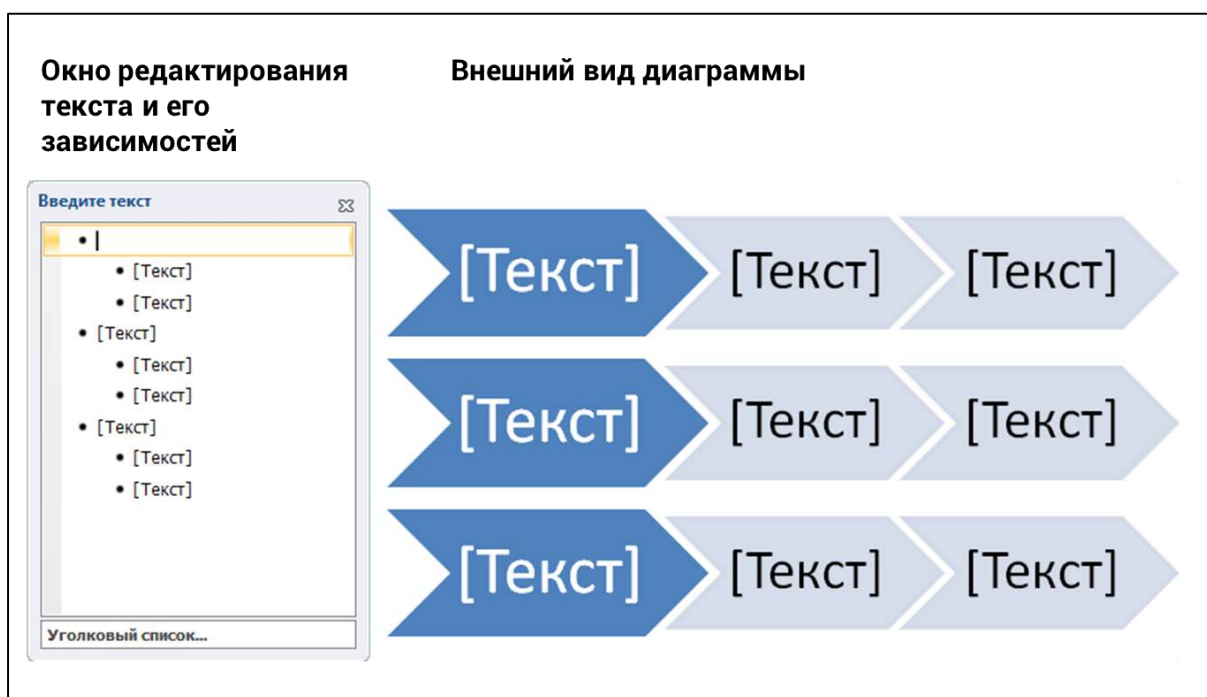 Окно редактирования
текста и его
зависимостей
Внешний вид диаграммы
Введите текст
[Текст]
[Текст]
[Текст]
[Текст]
[Текст]
[Текст]
[Текст]
[Текст]
Уголковый список...
[Текст] [Текст] [Текст]
[Текст] [Текст] [Текст]
[Текст] [Текст] [Текст]